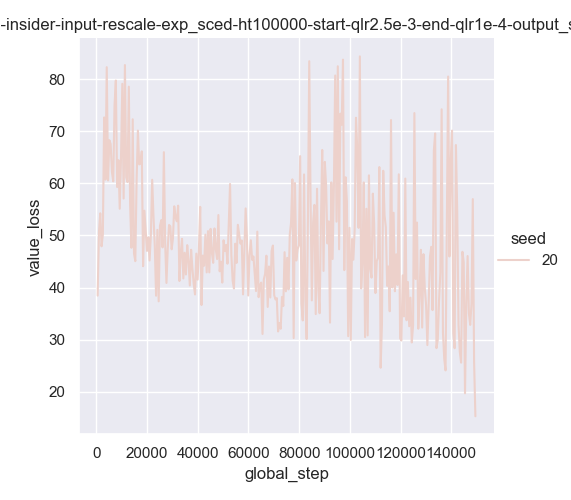 -insider-input-rescale-exp_sced-ht100000-start-qlr2.5e-3-end-qlr1e-4-output_s
value_loss
80
70
60
50
40
30
20
0 20000 40000 60000 80000 100000 120000 140000
global_step
seed
20